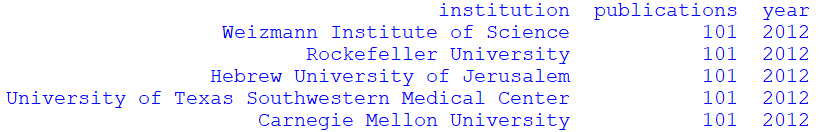 institution publications year
Weizmann Institute of Science 101 2012
Rockefeller University 101 2012
Hebrew University of Jerusalem 101 2012
University of Texas Southwestern Medical Center 101 2012
Carnegie Mellon University 101 2012